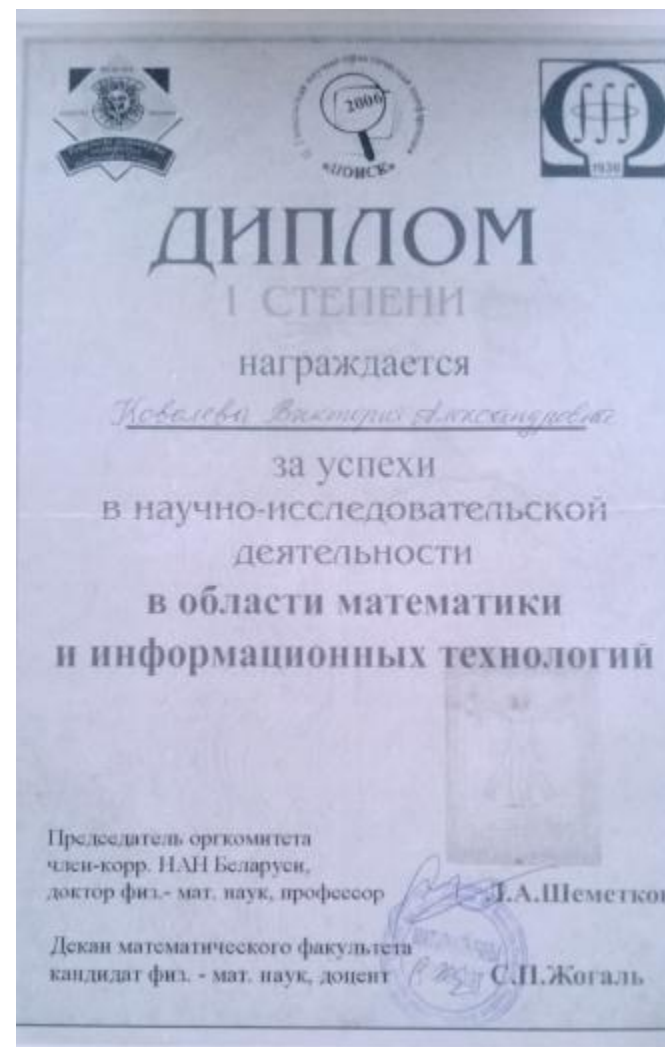 2006
«ПОИСК»
1930
ДИПЛОМ
I СТЕПЕНИ
награждается
Ковалева Виктория Александровна
за успехи
в научно-исследовательской
деятельности
в области математики
и информационных технологий
Председатель оргкомитета
член-корр. НАН Беларуси,
доктор физ.- мат. наук, профессор Л.А.Шеметков
Декан математического факультета
кандидат физ. - мат. наук, доцент С.П.Жогаль